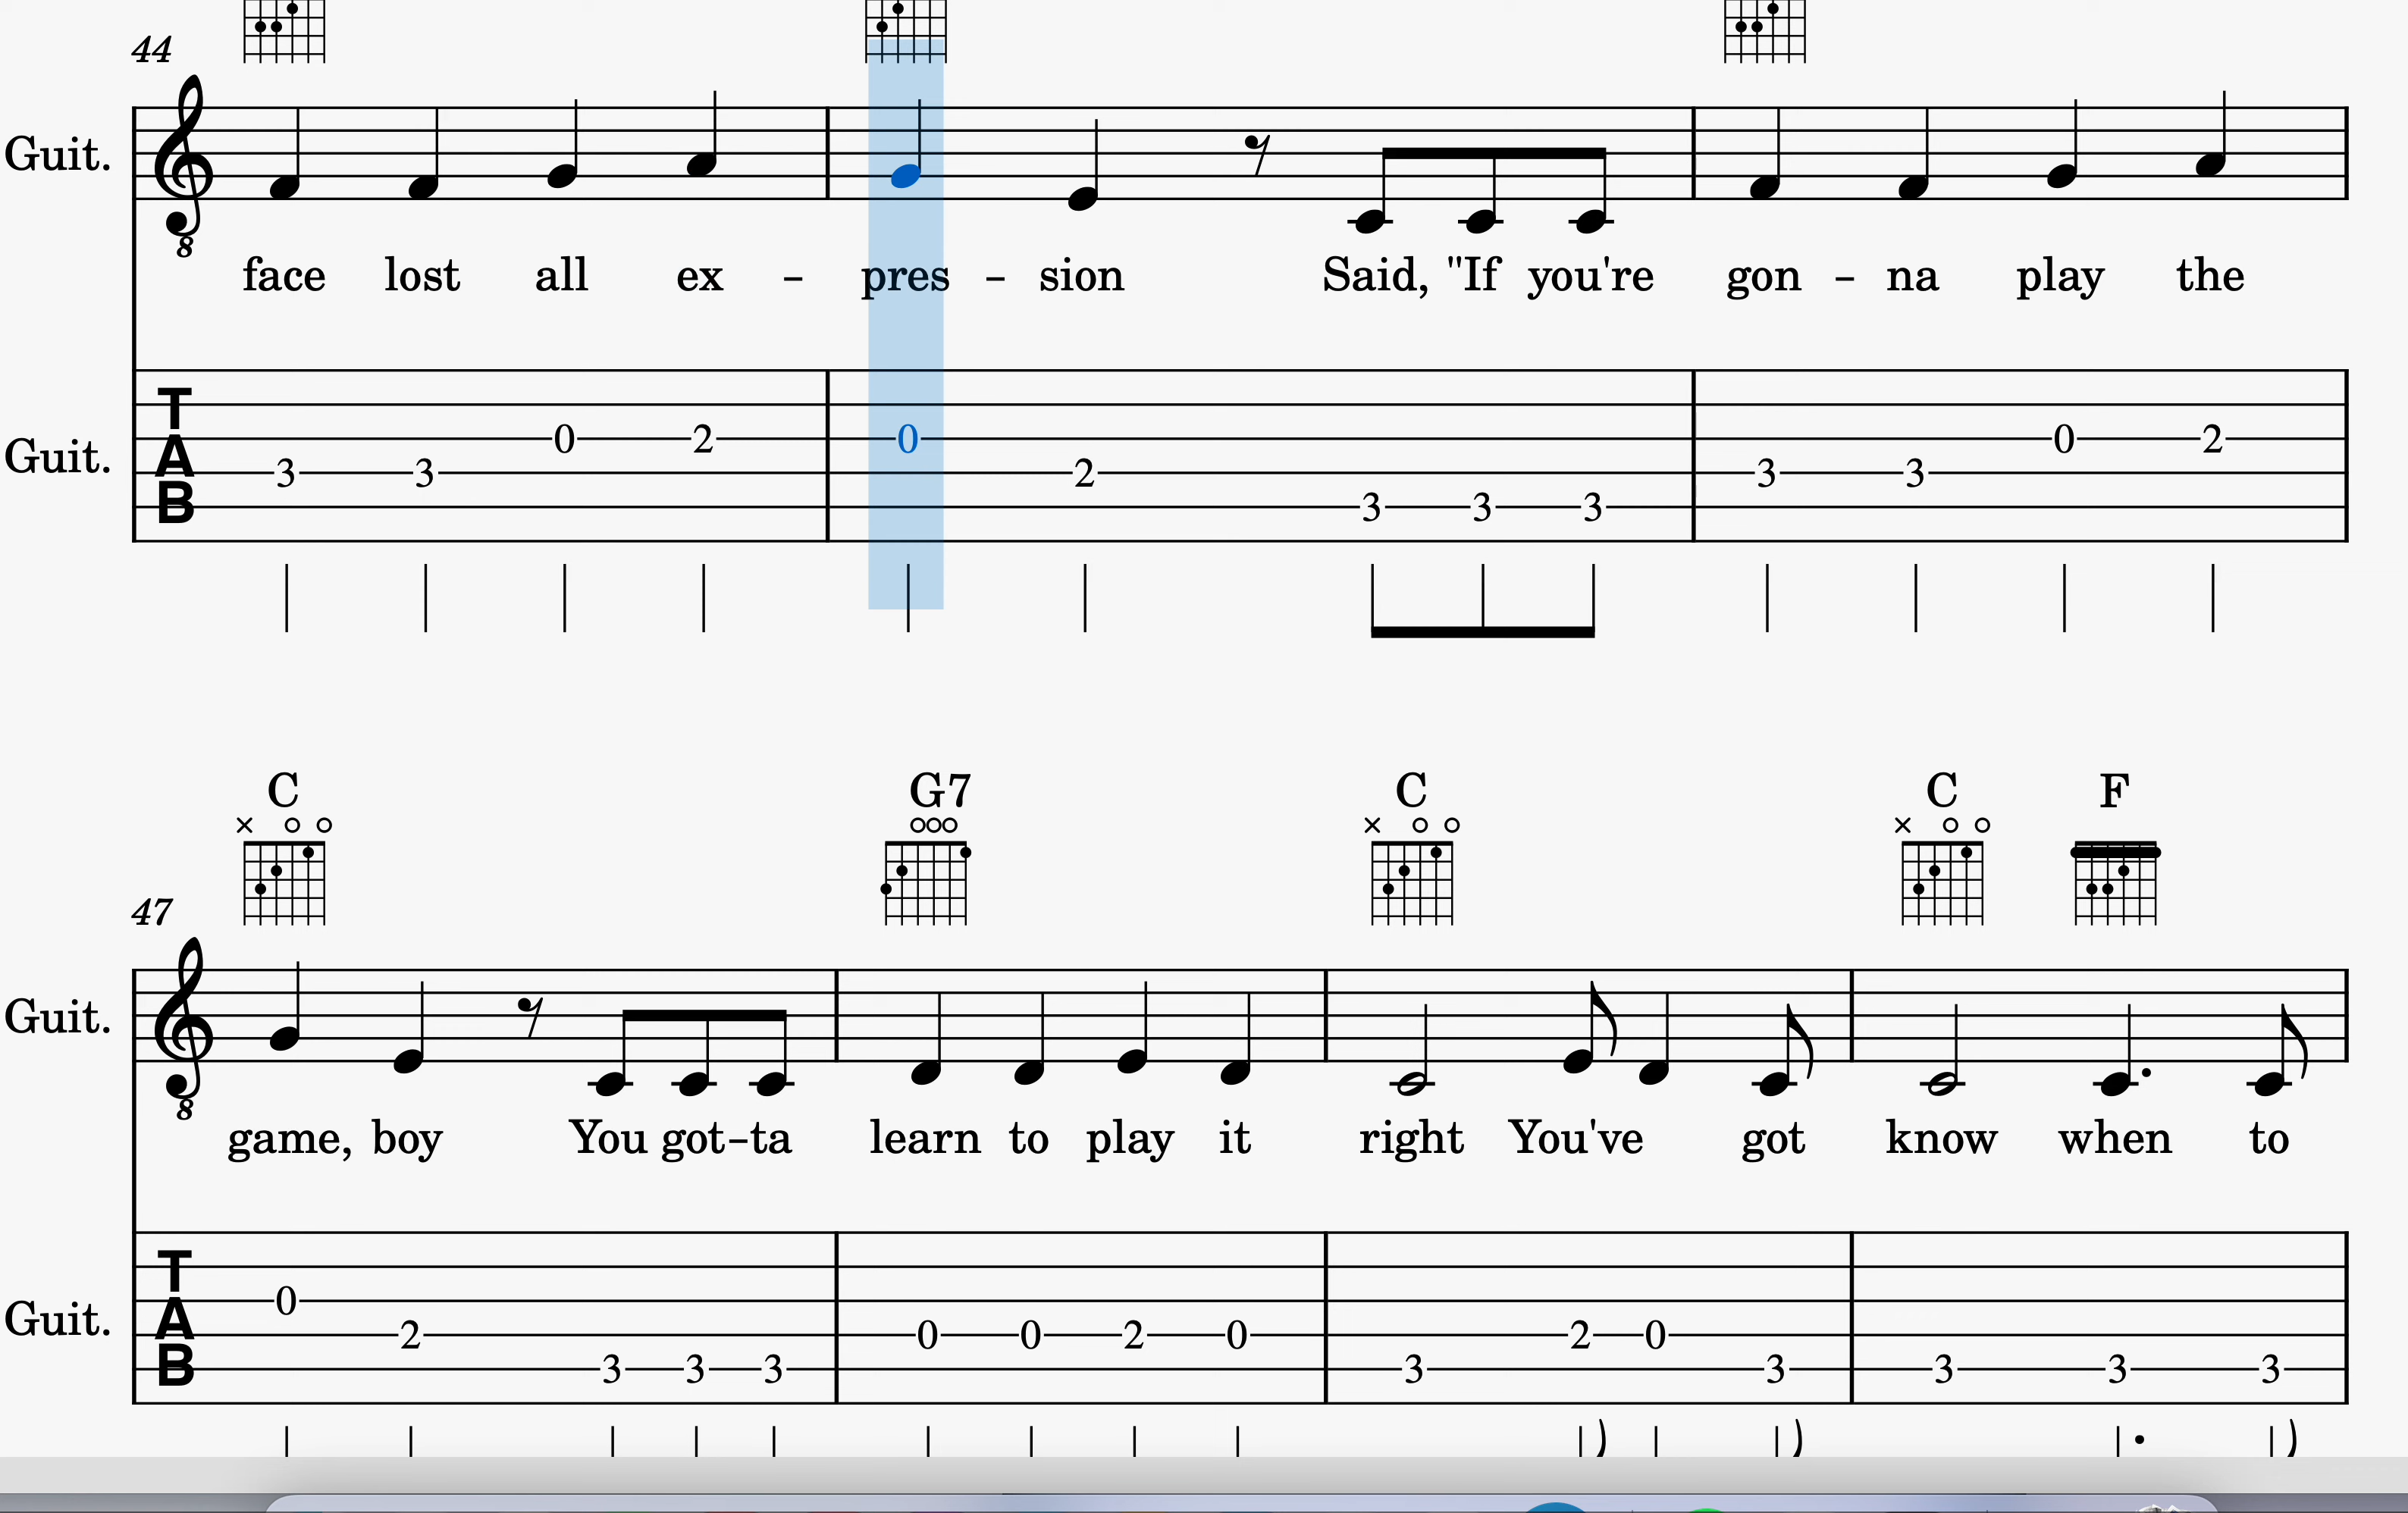 44
Guit.
8
face lost all ex - pres - sion Said, "If you're gon - na play the
Guit.
T
A
B
3 3 0 2 0 2 3 3 3 3 3 0 2
C G7 C C F
47
Guit.
8
game, boy You got-ta learn to play it right You've got know when to
Guit.
T
A
B
0 2 3 3 3 0 0 2 0 3 2 0 3 3 3 3